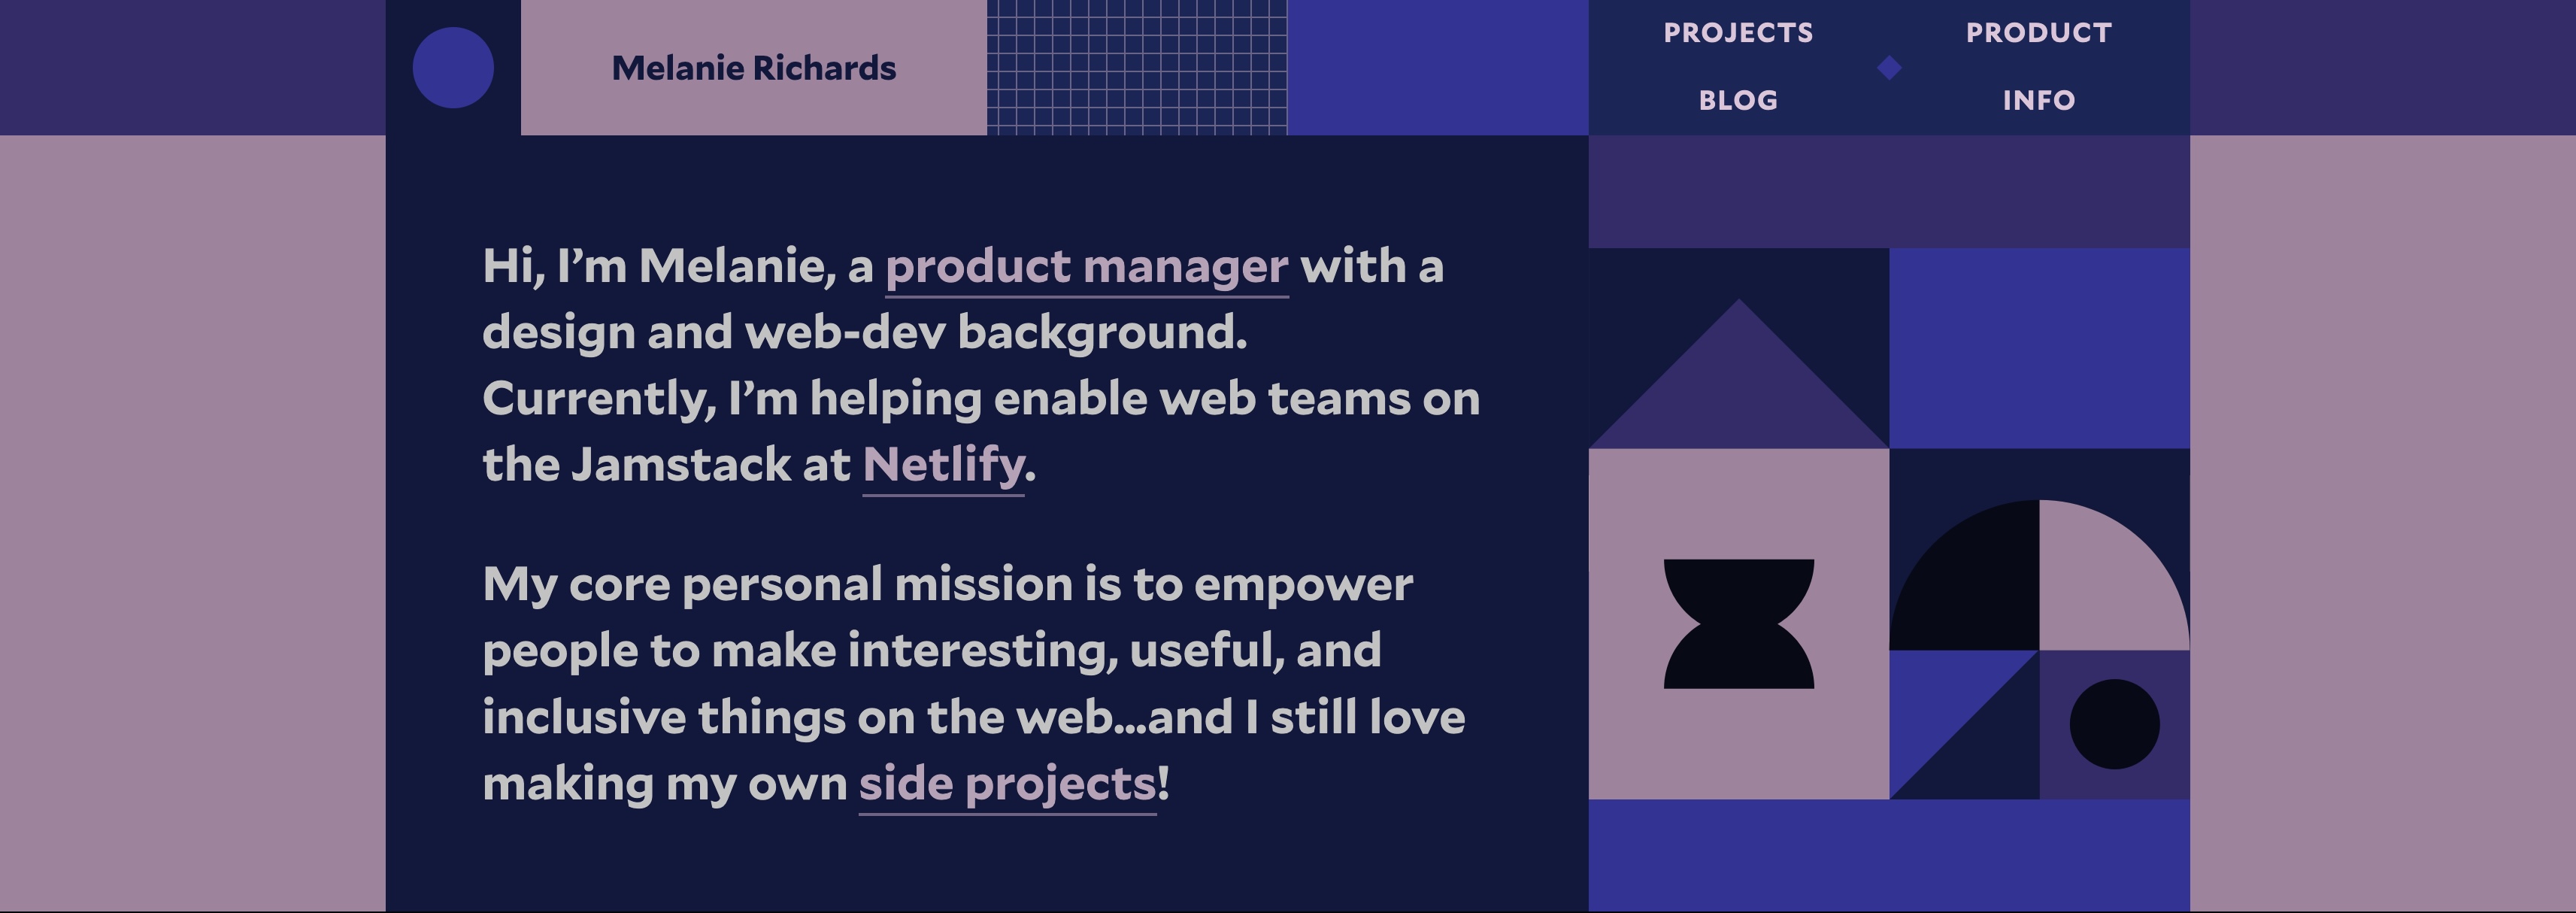 Melanie Richards
PROJECTS
PRODUCT
BLOG
INFO
Hi, I’m Melanie, a product manager with a
design and web-dev background.
Currently, I’m helping enable web teams on
the Jamstack at Netlify.
My core personal mission is to empower
people to make interesting, useful, and
inclusive things on the web…and I still love
making my own side projects!